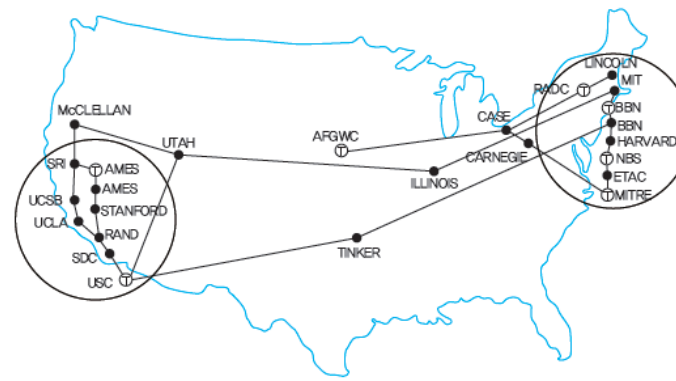 LINCOLN
RADC
T
MIT
McCLELLAN
T
BBN
CASE
AFGWC
T
BBN
UTAH
HARVARD
CARNEGIE
SRI
T
AMES
T
NBS
ILLINOIS
ETAC
AMES
UCSB
T
MITRE
STANFORD
UCLA
RAND
TINKER
SDC
USC
T